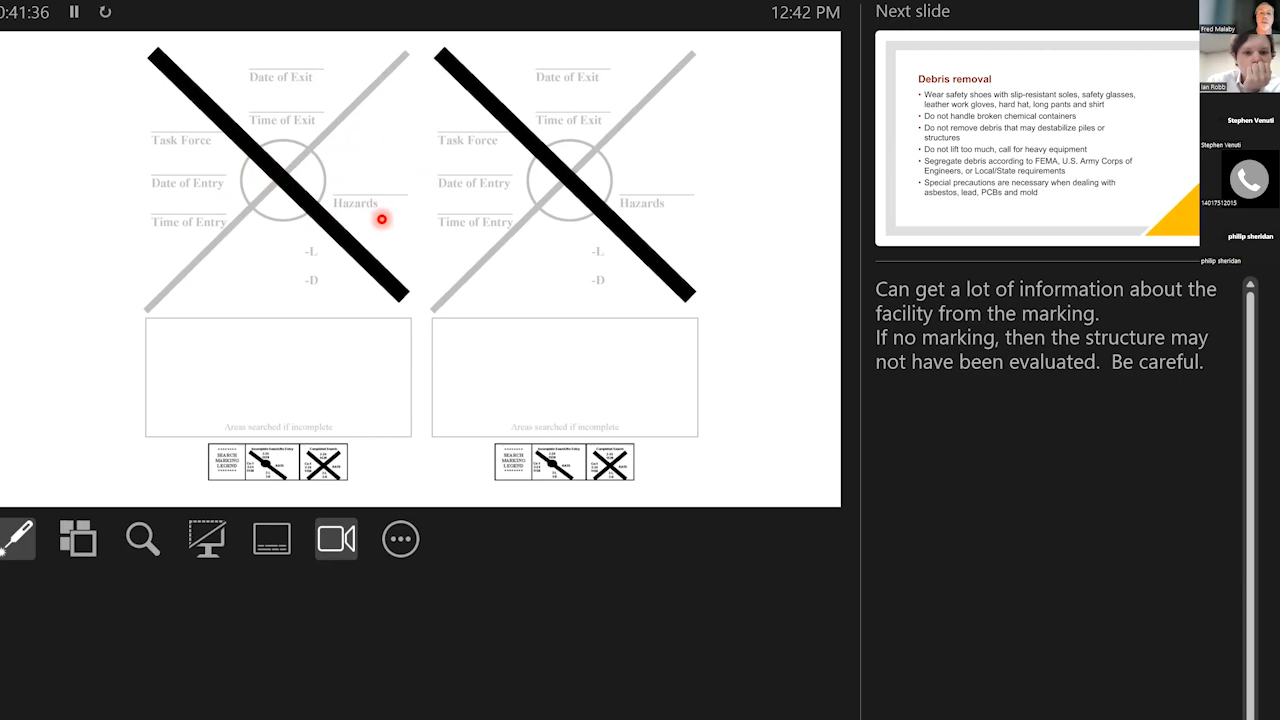 0:41:36
12:42 PM
Next slide
Date of Exit
Time of Exit
Task Force
Date of Entry
Time of Entry
Hazards
-L
-D
Areas searched if incomplete
SEARCH
MARKING
LEGEND
Date of Exit
Time of Exit
Task Force
Date of Entry
Time of Entry
Hazards
-L
-D
Areas searched if incomplete
SEARCH
MARKING
LEGEND
Debris removal
• Wear safety shoes with slip-resistant soles, safety glasses,
leather work gloves, hard hat, long pants and shirt
• Do not handle broken chemical containers
• Do not remove debris that may destabilize piles or
structures
• Do not lift too much, call for heavy equipment
• Segregate debris according to FEMA, U.S. Army Corps of
Engineers, or Local/State requirements
• Special precautions are necessary when dealing with
asbestos, lead, PCBs and mold
Can get a lot of information about the
facility from the marking.
If no marking, then the structure may
not have been evaluated. Be careful.
Fred Malaby
Ian Robb
Stephen Venuti
Stephen Venuti
14017512015
philip sheridan
philip sheridan